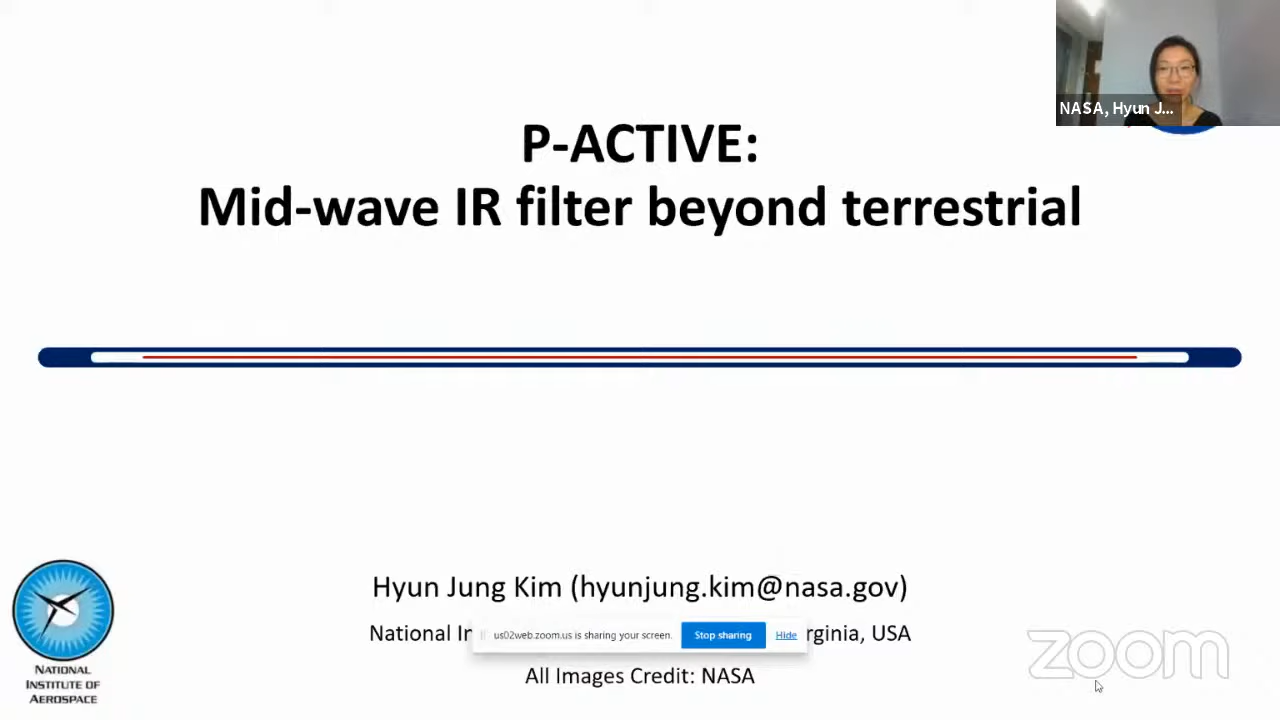 NASA, Hyun J...
P-ACTIVE:
Mid-wave IR filter beyond terrestrial
Hyun Jung Kim (hyunjung.kim@nasa.gov)
National In rginia, USA
us02web.zoom.us is sharing your screen. Stop sharing Hide
All Images Credit: NASA
NATIONAL
INSTITUTE OF
AEROSPACE
zoom